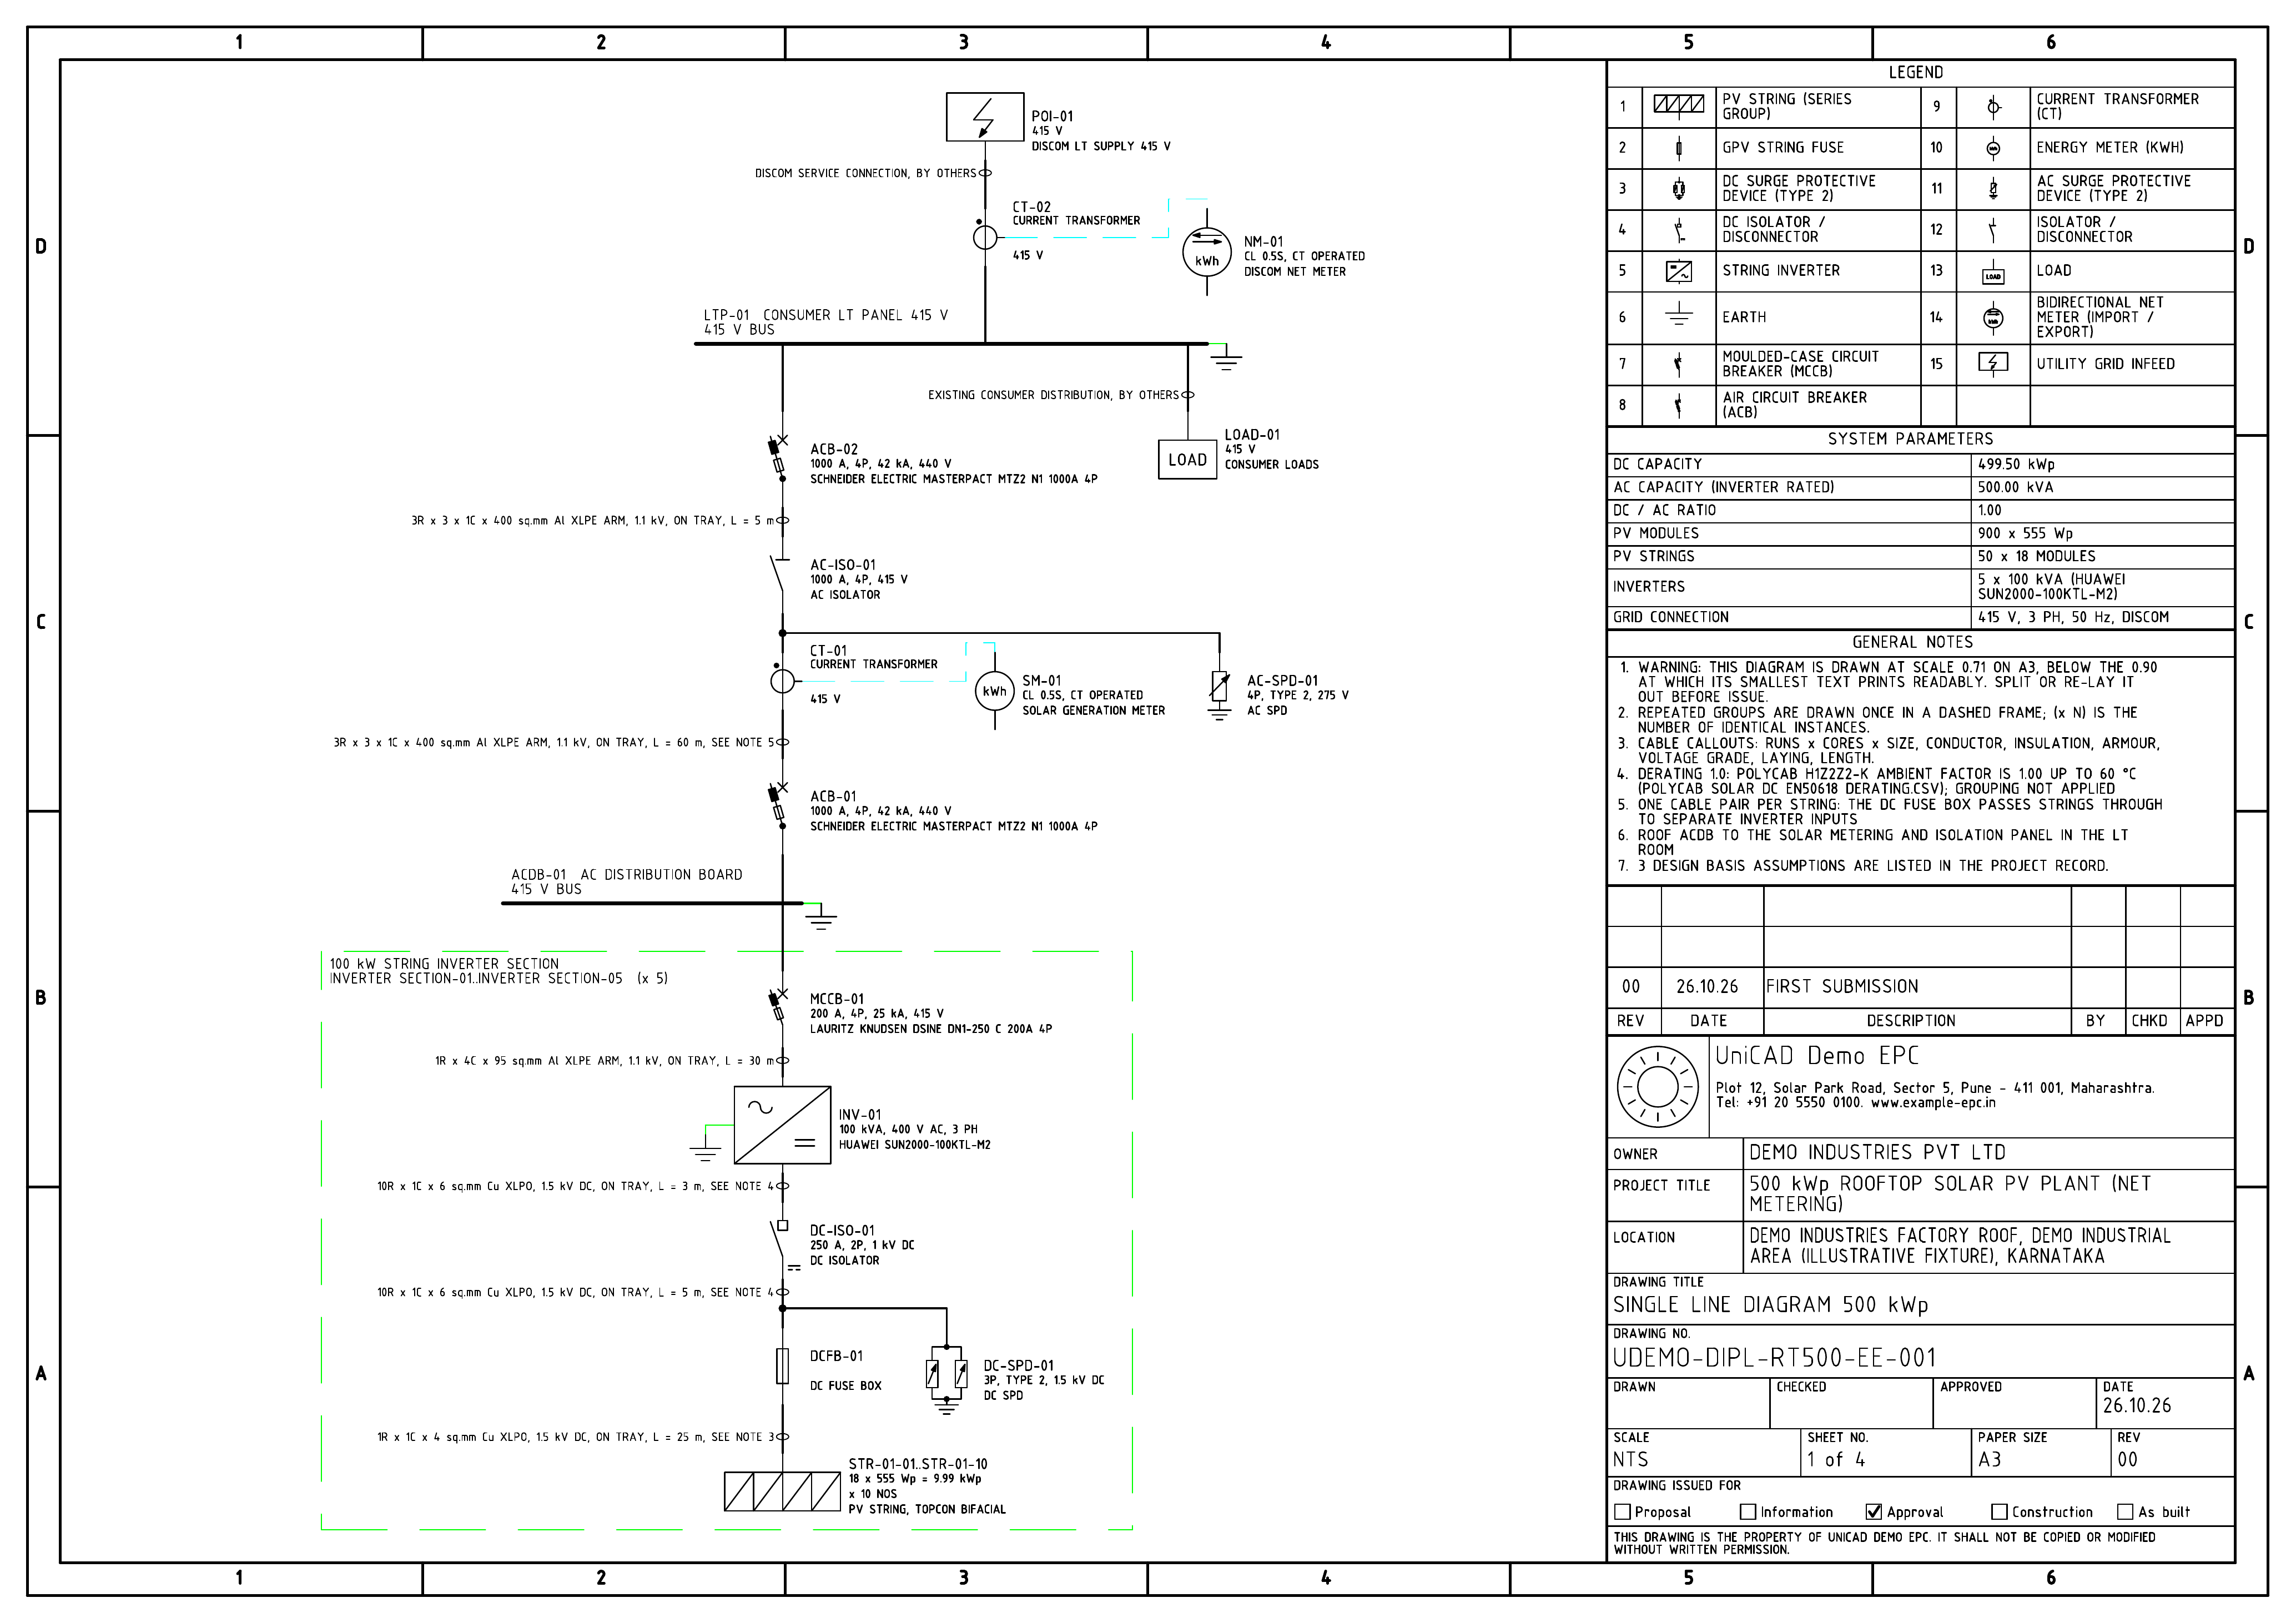 1 2 3 4 5 6
D
C
B
A
POI-01
415 V
DISCOM LT SUPPLY 415 V
DISCOM SERVICE CONNECTION, BY OTHERS
CT-02
CURRENT TRANSFORMER
415 V
kWh
NM-01
CL 0.5S, CT OPERATED
DISCOM NET METER
LTP-01 CONSUMER LT PANEL 415 V
415 V BUS
EXISTING CONSUMER DISTRIBUTION, BY OTHERS
LOAD
LOAD-01
415 V
CONSUMER LOADS
ACB-02
1000 A, 4P, 42 kA, 440 V
SCHNEIDER ELECTRIC MASTERPACT MTZ2 N1 1000A 4P
3R x 3 x 1C x 400 sq.mm Al XLPE ARM, 1.1 kV, ON TRAY, L = 5 m
AC-ISO-01
1000 A, 4P, 415 V
AC ISOLATOR
CT-01
CURRENT TRANSFORMER
415 V
kWh
SM-01
CL 0.5S, CT OPERATED
SOLAR GENERATION METER
AC-SPD-01
4P, TYPE 2, 275 V
AC SPD
3R x 3 x 1C x 400 sq.mm Al XLPE ARM, 1.1 kV, ON TRAY, L = 60 m, SEE NOTE 5
ACB-01
1000 A, 4P, 42 kA, 440 V
SCHNEIDER ELECTRIC MASTERPACT MTZ2 N1 1000A 4P
ACDB-01 AC DISTRIBUTION BOARD
415 V BUS
100 kW STRING INVERTER SECTION
INVERTER SECTION-01..INVERTER SECTION-05 (x 5)
MCCB-01
200 A, 4P, 25 kA, 415 V
LAURITZ KNUDSEN DSINE DN1-250 C 200A 4P
1R x 4C x 95 sq.mm Al XLPE ARM, 1.1 kV, ON TRAY, L = 30 m
INV-01
100 kVA, 400 V AC, 3 PH
HUAWEI SUN2000-100KTL-M2
10R x 1C x 6 sq.mm Cu XLPO, 1.5 kV DC, ON TRAY, L = 3 m, SEE NOTE 4
DC-ISO-01
250 A, 2P, 1 kV DC
DC ISOLATOR
10R x 1C x 6 sq.mm Cu XLPO, 1.5 kV DC, ON TRAY, L = 5 m, SEE NOTE 4
DCFB-01
DC FUSE BOX
DC-SPD-01
3P, TYPE 2, 1.5 kV DC
DC SPD
1R x 1C x 4 sq.mm Cu XLPO, 1.5 kV DC, ON TRAY, L = 25 m, SEE NOTE 3
STR-01-01..STR-01-10
18 x 555 Wp = 9.99 kWp
x 10 NOS
PV STRING, TOPCON BIFACIAL
LEGEND
1 PV STRING (SERIES GROUP) 9 CURRENT TRANSFORMER (CT)
2 GPV STRING FUSE 10 ENERGY METER (KWH)
3 DC SURGE PROTECTIVE DEVICE (TYPE 2) 11 AC SURGE PROTECTIVE DEVICE (TYPE 2)
4 DC ISOLATOR / DISCONNECTOR 12 ISOLATOR / DISCONNECTOR
5 STRING INVERTER 13 LOAD LOAD
6 EARTH 14 BIDIRECTIONAL NET METER (IMPORT / EXPORT)
7 MOULDED-CASE CIRCUIT BREAKER (MCCB) 15 UTILITY GRID INFEED
8 AIR CIRCUIT BREAKER (ACB)
SYSTEM PARAMETERS
DC CAPACITY 499.50 kWp
AC CAPACITY (INVERTER RATED) 500.00 kVA
DC / AC RATIO 1.00
PV MODULES 900 x 555 Wp
PV STRINGS 50 x 18 MODULES
INVERTERS 5 x 100 kVA (HUAWEI SUN2000-100KTL-M2)
GRID CONNECTION 415 V, 3 PH, 50 Hz, DISCOM
GENERAL NOTES
1. WARNING: THIS DIAGRAM IS DRAWN AT SCALE 0.71 ON A3, BELOW THE 0.90
AT WHICH ITS SMALLEST TEXT PRINTS READABLY. SPLIT OR RE-LAY IT
OUT BEFORE ISSUE.
2. REPEATED GROUPS ARE DRAWN ONCE IN A DASHED FRAME; (x N) IS THE
NUMBER OF IDENTICAL INSTANCES.
3. CABLE CALLOUTS: RUNS x CORES x SIZE, CONDUCTOR, INSULATION, ARMOUR,
VOLTAGE GRADE, LAYING, LENGTH.
4. DERATING 1.0: POLYCAB H1Z2Z2-K AMBIENT FACTOR IS 1.00 UP TO 60 °C
(POLYCAB SOLAR DC EN50618 DERATING.CSV); GROUPING NOT APPLIED
5. ONE CABLE PAIR PER STRING: THE DC FUSE BOX PASSES STRINGS THROUGH
TO SEPARATE INVERTER INPUTS
6. ROOF ACDB TO THE SOLAR METERING AND ISOLATION PANEL IN THE LT
ROOM
7. 3 DESIGN BASIS ASSUMPTIONS ARE LISTED IN THE PROJECT RECORD.
00 26.10.26 FIRST SUBMISSION
REV DATE DESCRIPTION BY CHKD APPD
UniCAD Demo EPC
Plot 12, Solar Park Road, Sector 5, Pune - 411 001, Maharashtra.
Tel: +91 20 5550 0100. www.example-epc.in
OWNER DEMO INDUSTRIES PVT LTD
PROJECT TITLE 500 kWp ROOFTOP SOLAR PV PLANT (NET
METERING)
LOCATION DEMO INDUSTRIES FACTORY ROOF, DEMO INDUSTRIAL
AREA (ILLUSTRATIVE FIXTURE), KARNATAKA
DRAWING TITLE
SINGLE LINE DIAGRAM 500 kWp
DRAWING NO.
UDEMO-DIPL-RT500-EE-001
DRAWN CHECKED APPROVED DATE
26.10.26
SCALE SHEET NO. PAPER SIZE REV
NTS 1 of 4 A3 00
DRAWING ISSUED FOR
Proposal Information Approval Construction As built
THIS DRAWING IS THE PROPERTY OF UNICAD DEMO EPC. IT SHALL NOT BE COPIED OR MODIFIED
WITHOUT WRITTEN PERMISSION.
D
C
B
A
1 2 3 4 5 6